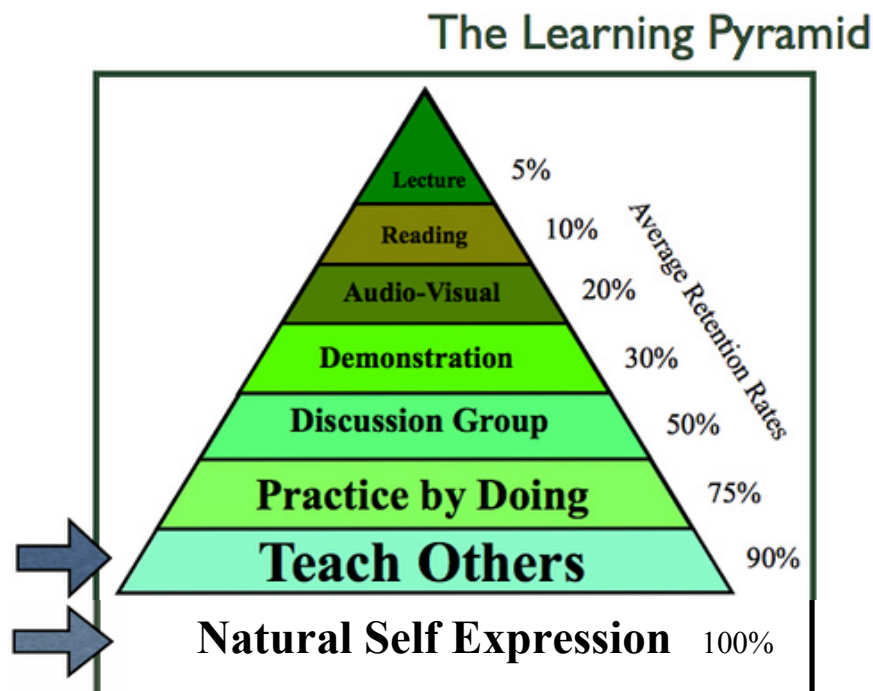 The Learning Pyramid
Lecture 5%
Reading 10%
Audio-Visual 20%
Demonstration 30%
Discussion Group 50%
Practice by Doing 75%
Teach Others 90%
Average Retention Rates
Natural Self Expression 100%